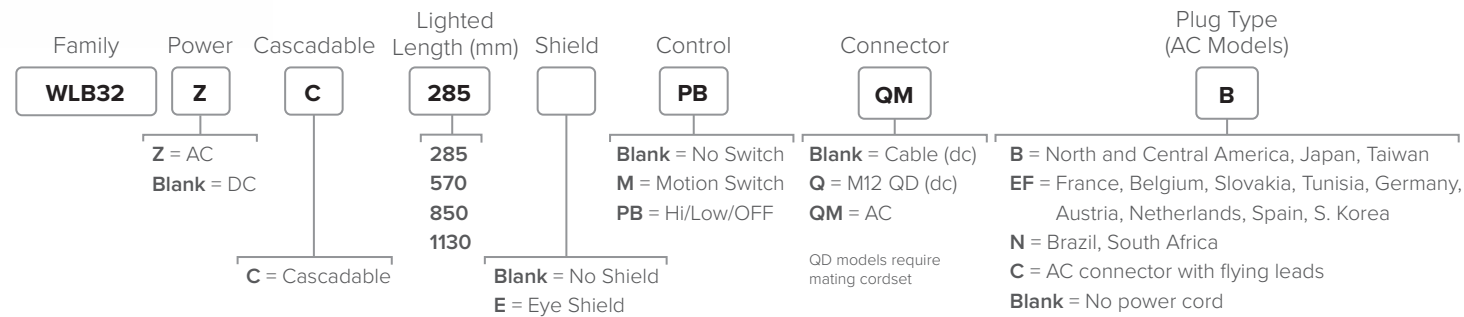 Family
Power
Cascadable
Lighted
Length (mm)
Shield
Control
Connector
Plug Type
(AC Models)
WLB32
Z
C
285
PB
QM
B
Z = AC
Blank = DC
C = Cascadable
285
570
850
1130
Blank = No Shield
E = Eye Shield
Blank = No Switch
M = Motion Switch
PB = Hi/Low/OFF
Blank = Cable (dc)
Q = M12 QD (dc)
QM = AC
QD models require
mating cordset
B = North and Central America, Japan, Taiwan
EF = France, Belgium, Slovakia, Tunisia, Germany,
Austria, Netherlands, Spain, S. Korea
N = Brazil, South Africa
C = AC connector with flying leads
Blank = No power cord